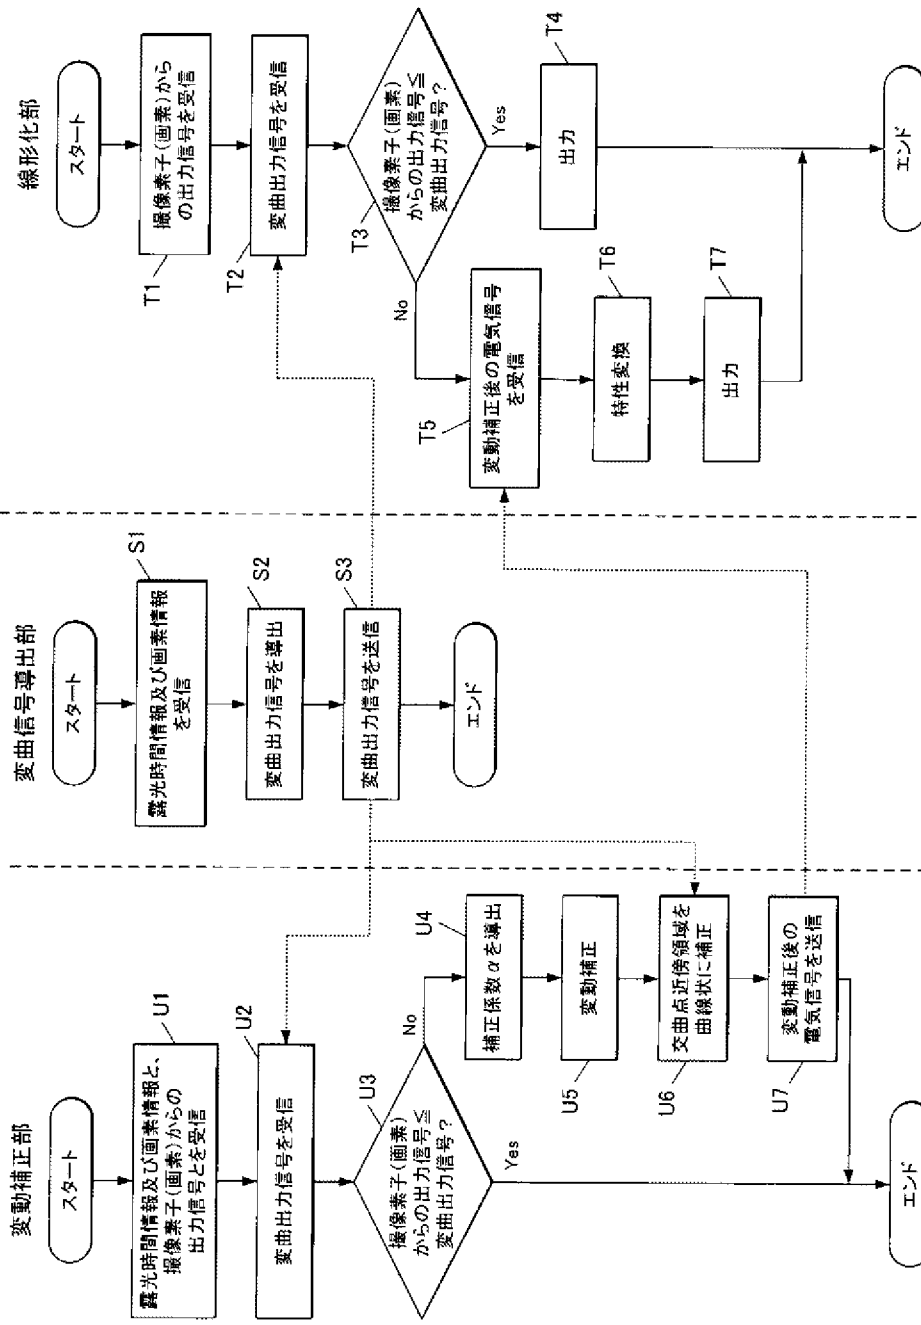 変動補正部
スタート
露光時間情報及び画素情報と、
撮像素子(画素)からの
出力信号とを受信
U1
変曲出力信号を受信
U2
撮像素子(画素)
からの出力信号≦
変曲出力信号?
U3
No
Yes
補正係数αを導出
U4
変動補正
U5
交曲点近傍領域を
曲線状に補正
U6
変動補正後の
電気信号を送信
U7
エンド
変曲信号導出部
スタート
露光時間情報及び画素情報
を受信
S1
変曲出力信号を導出
S2
変曲出力信号を送信
S3
エンド
線形化部
スタート
撮像素子(画素)から
の出力信号を受信
T1
変曲出力信号を受信
T2
撮像素子(画素)
からの出力信号≦
変曲出力信号?
T3
Yes
No
出力
T4
変動補正後の電気信号
を受信
T5
特性変換
T6
出力
T7
エンド